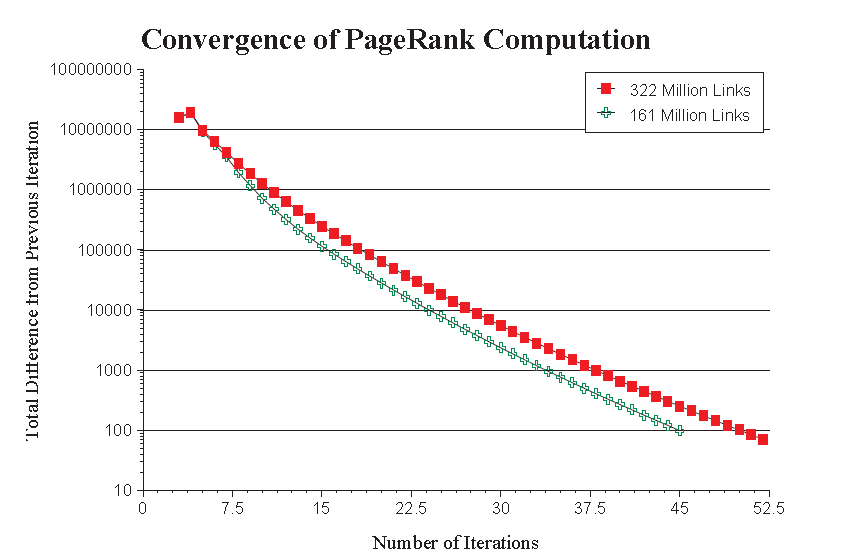 Convergence of PageRank Computation
322 Million Links
161 Million Links
Total Difference from Previous Iteration
100000000
10000000
1000000
100000
10000
1000
100
10
0 7.5 15 22.5 30 37.5 45 52.5
Number of Iterations